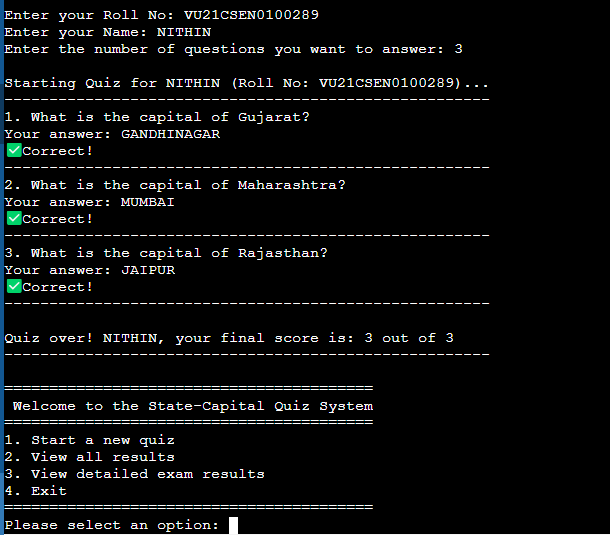 Enter your Roll No: VU21CSEN0100289
Enter your Name: NITHIN
Enter the number of questions you want to answer: 3
Starting Quiz for NITHIN (Roll No: VU21CSEN0100289)...
------------------------------------------------------
1. What is the capital of Gujarat?
Your answer: GANDHINAGAR
✅Correct!
------------------------------------------------------
2. What is the capital of Maharashtra?
Your answer: MUMBAI
✅Correct!
------------------------------------------------------
3. What is the capital of Rajasthan?
Your answer: JAIPUR
✅Correct!
------------------------------------------------------
Quiz over! NITHIN, your final score is: 3 out of 3
------------------------------------------------------
=========================================
Welcome to the State-Capital Quiz System
=========================================
1. Start a new quiz
2. View all results
3. View detailed exam results
4. Exit
=========================================
Please select an option: